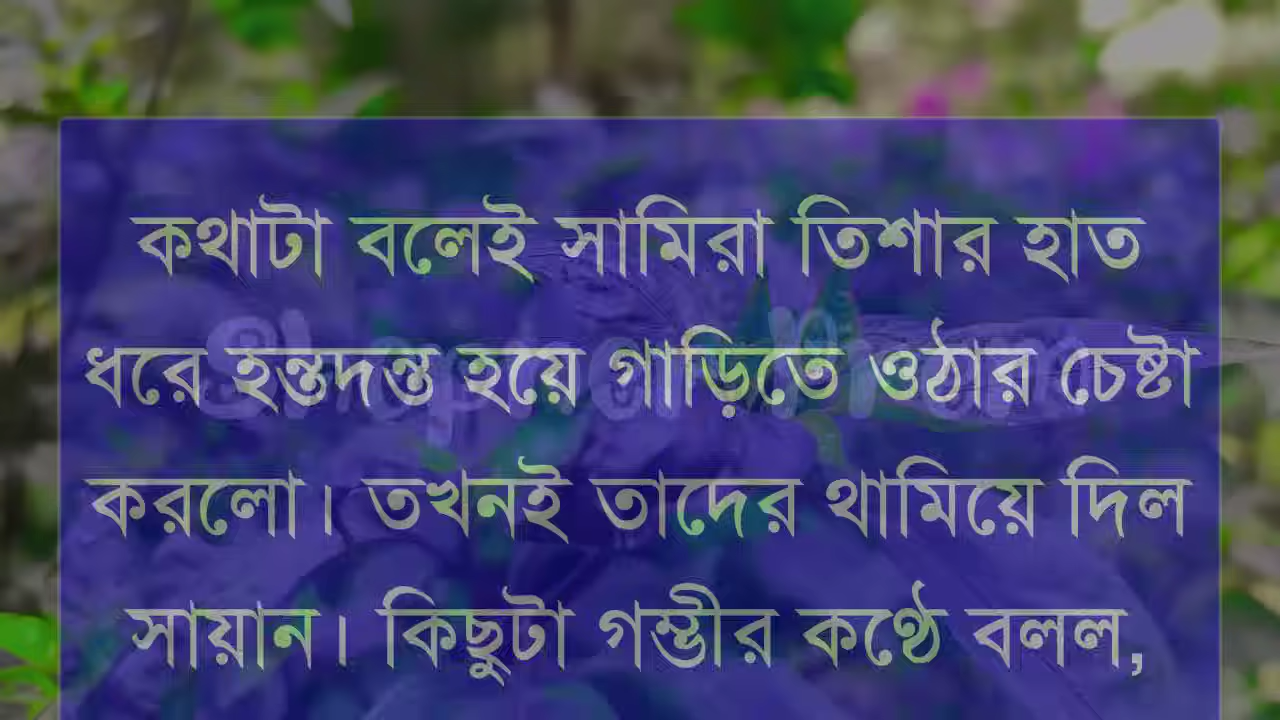 কথাটা বলেই সামিরা তিশার হাত
ধরে হন্তদন্ত হয়ে গাড়িতে ওঠার চেষ্টা
করলো। তখনই তাদের থামিয়ে দিল
সায়ান। কিছুটা গম্ভীর কণ্ঠে বলল,